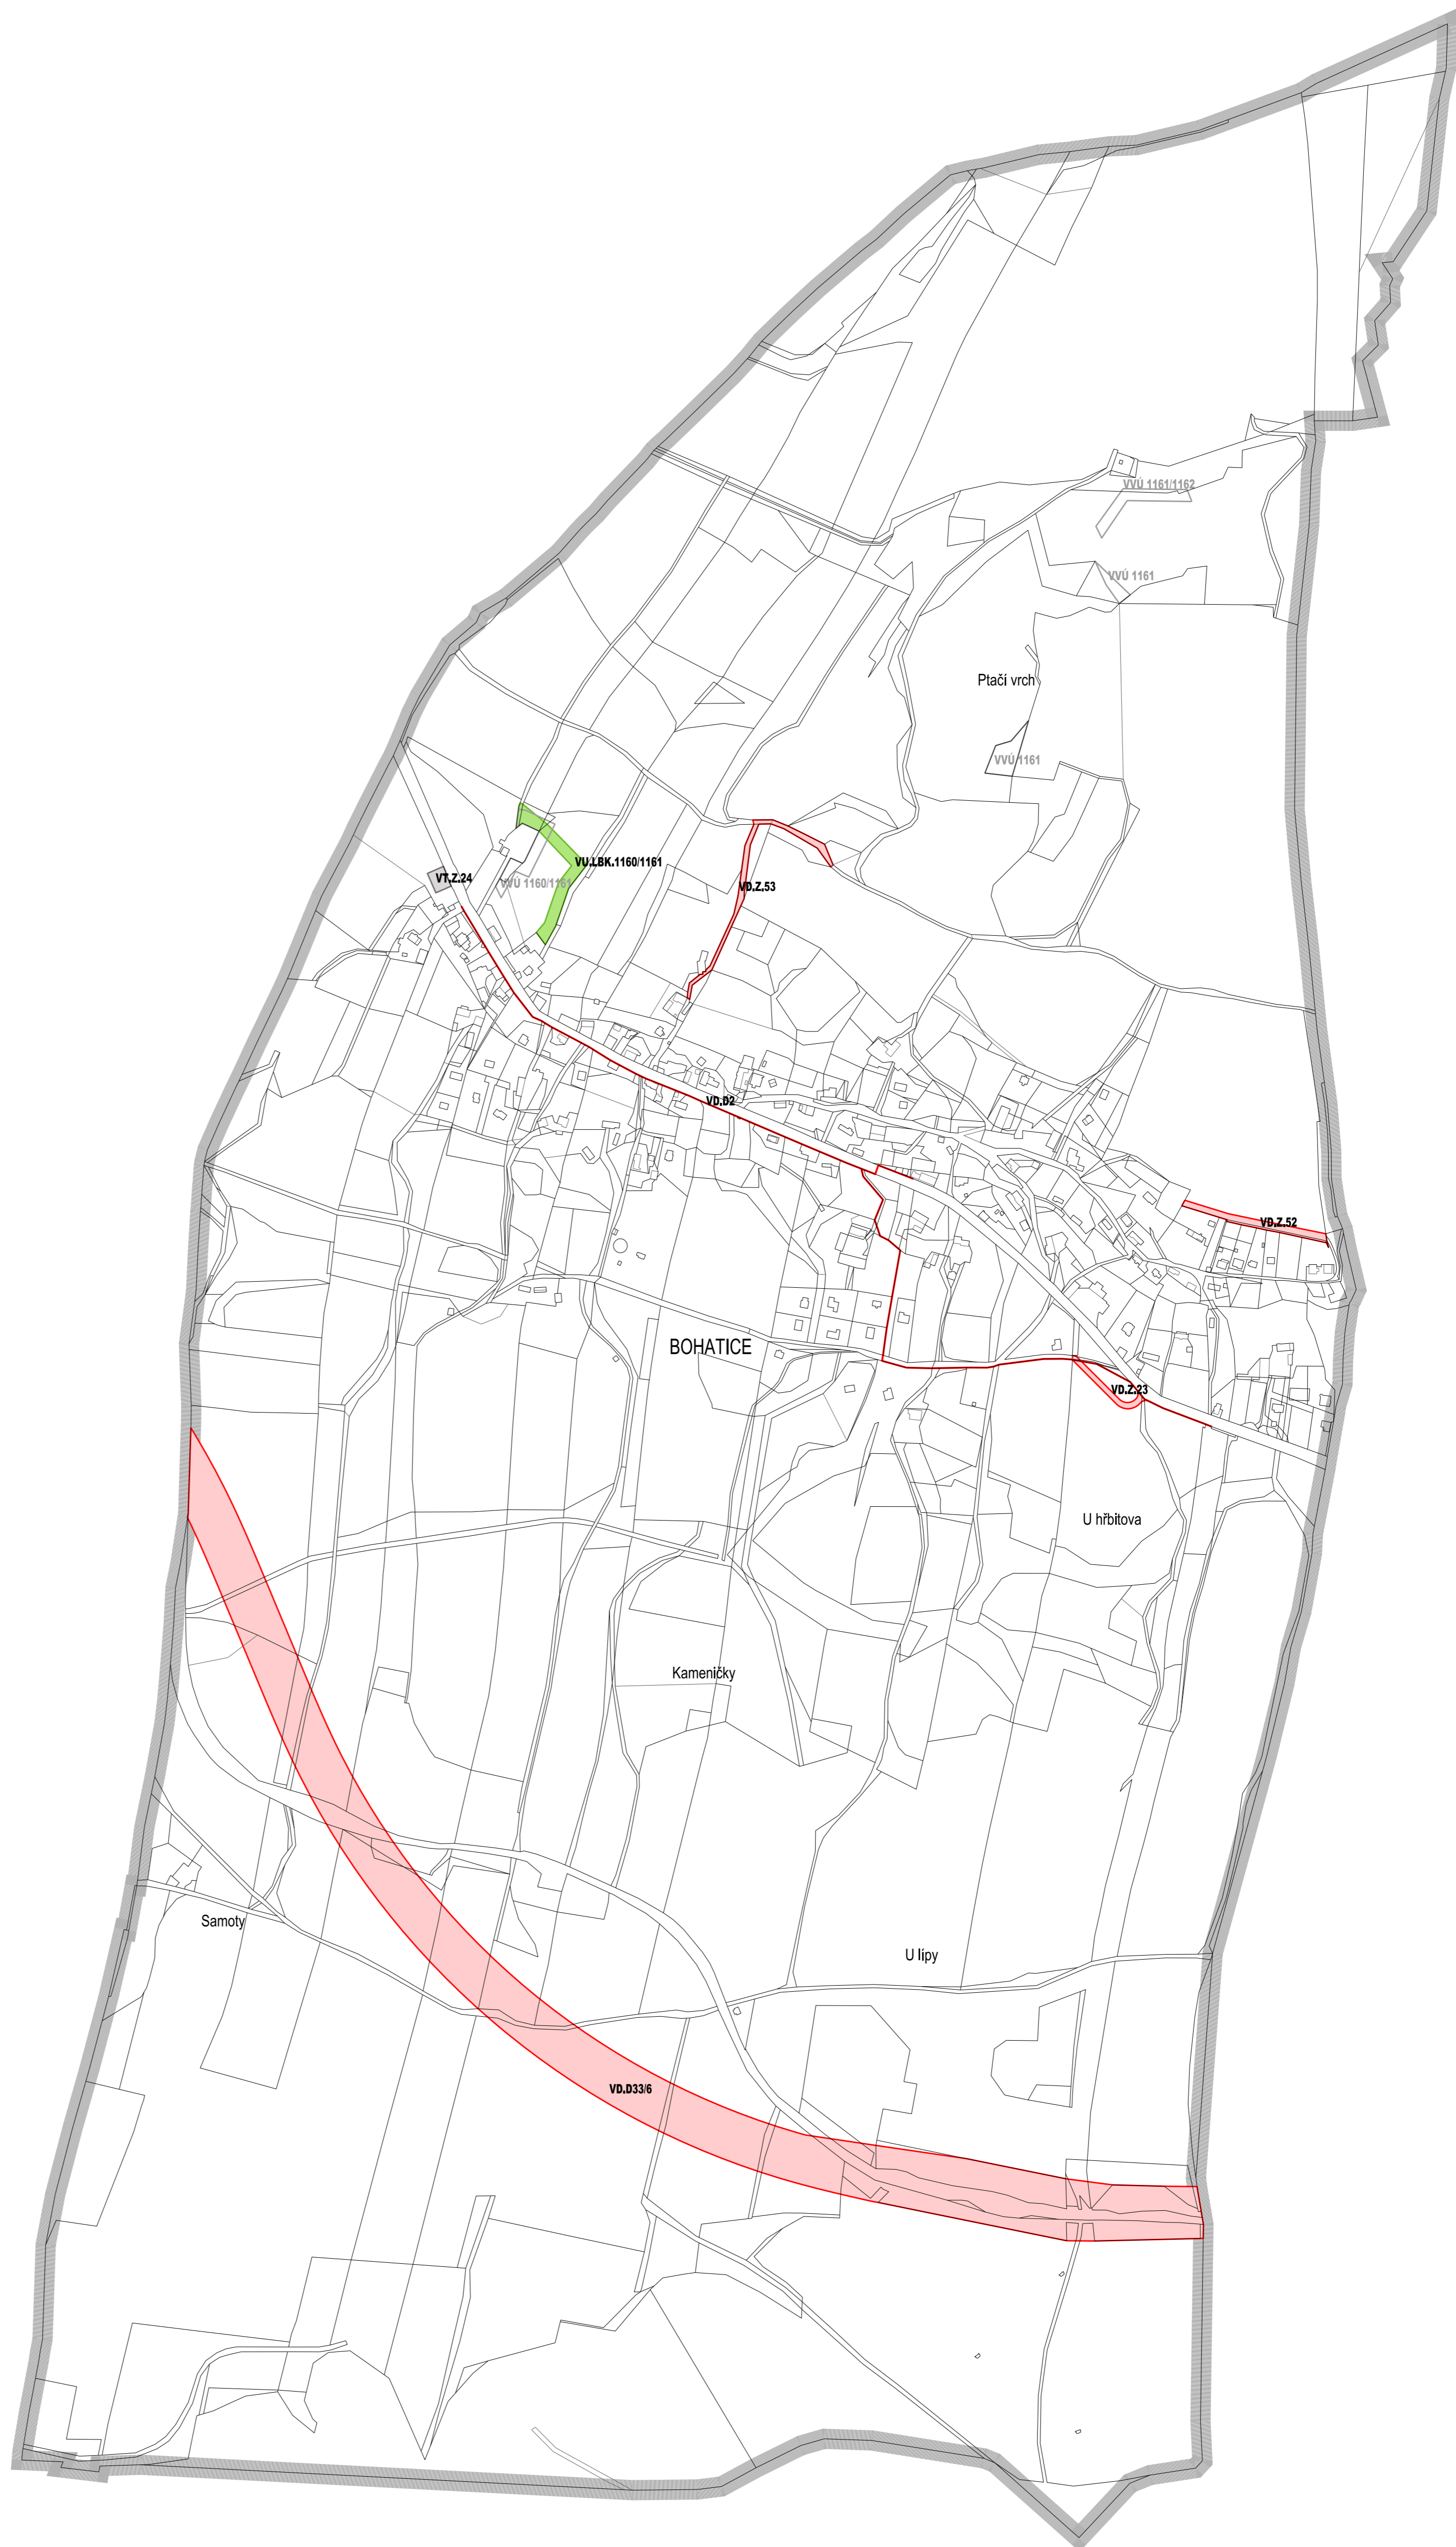 VVÚ 1161/1162
VVÚ 1161
Ptačí vrch
VVÚ 1161
VU.LBK.1160/1161
VT.Z.24
VVÚ 1160/1161
VD.Z.53
VD.D2
VD.Z.52
BOHATICE
VD.Z.23
U hřbitova
Kameničky
Samoty
U lípy
VD.D33/6